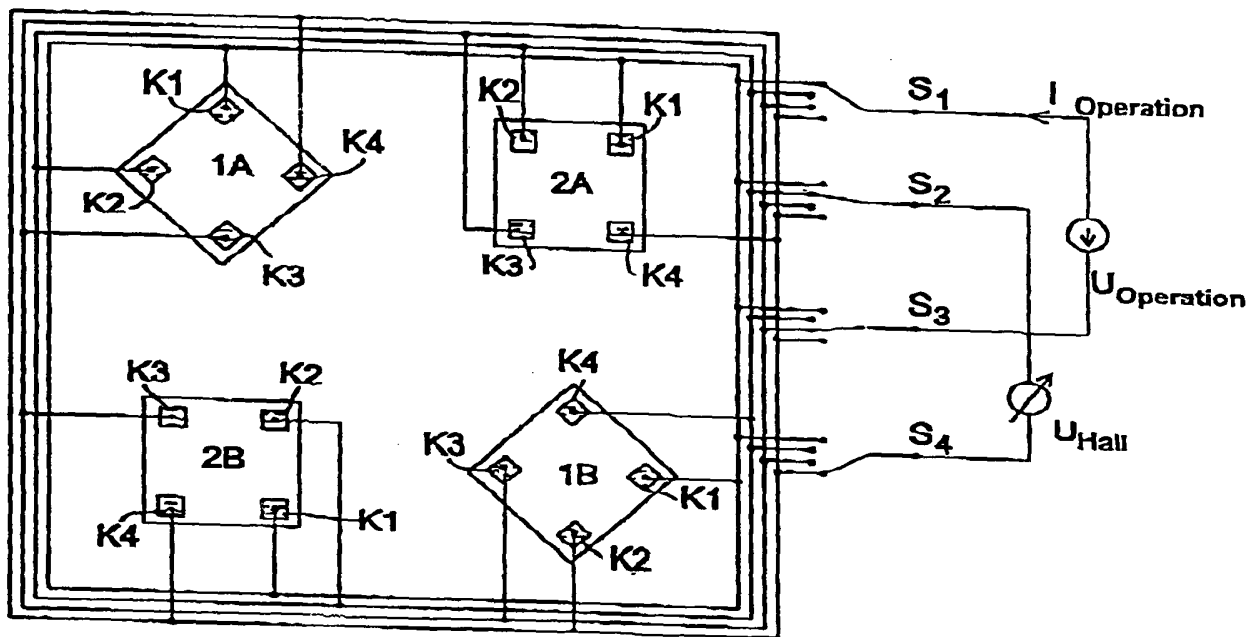 K1
K2
1A
K4
K3
K2
K1
2A
K3
K4
S1
I Operation
S2
U Operation
S3
U Hall
S4
K3
K2
2B
K4
K1
K4
K3
1B
K1
K2